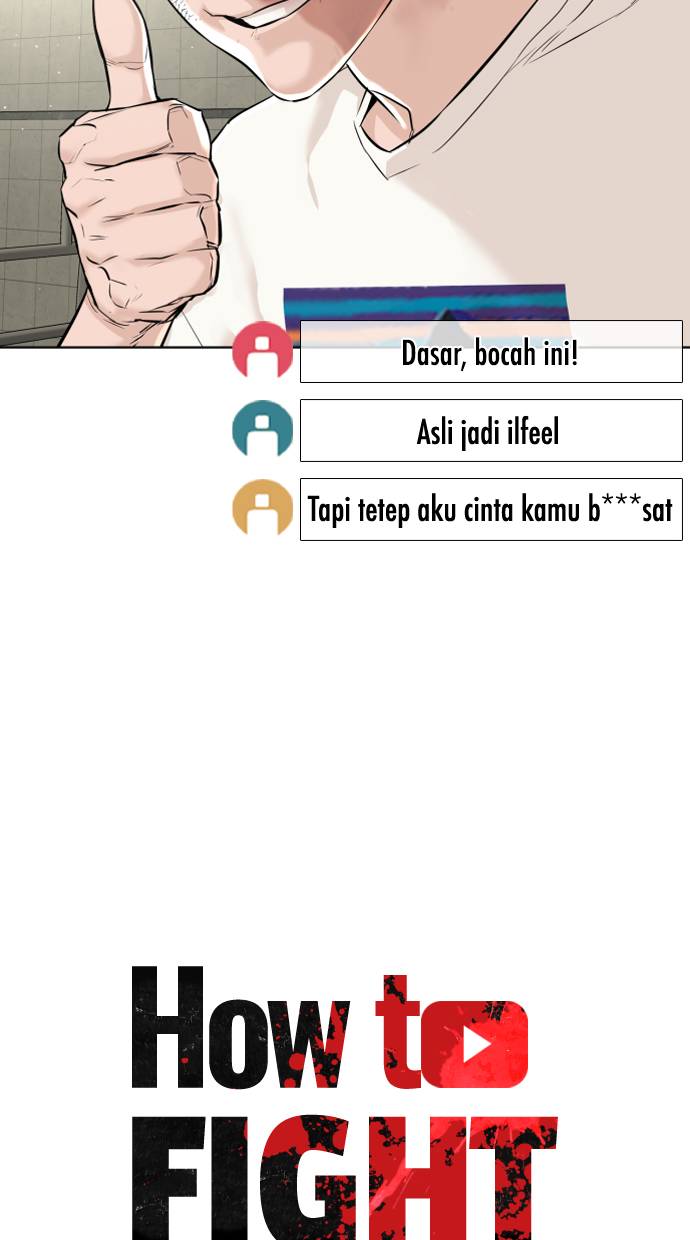 Dasar, bocah ini!
Asli jadi ilfeel
Tapi tetep aku cinta kamu b***sat
How to
FIGHT